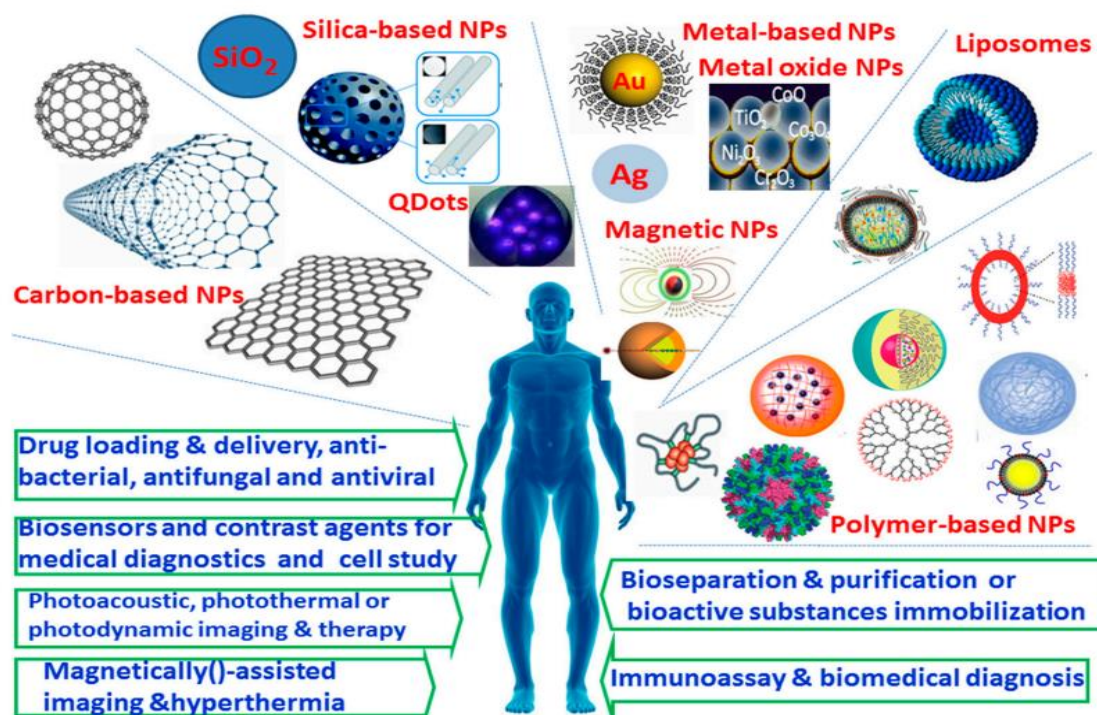 Silica-based NPs
SiO2
Metal-based NPs
Metal oxide NPs
Liposomes
Au
CoO
TiO2
Co3O
Ni2O3
Cr2O3
Ag
QDots
Magnetic NPs
Carbon-based NPs
Polymer-based NPs
Drug loading & delivery, anti-
bacterial, antifungal and antiviral
Biosensors and contrast agents for
medical diagnostics and cell study
Photoacoustic, photothermal or
photodynamic imaging & therapy
Magnetically()-assisted
imaging &hyperthermia
Bioseparation & purification or
bioactive substances immobilization
Immunoassay & biomedical diagnosis